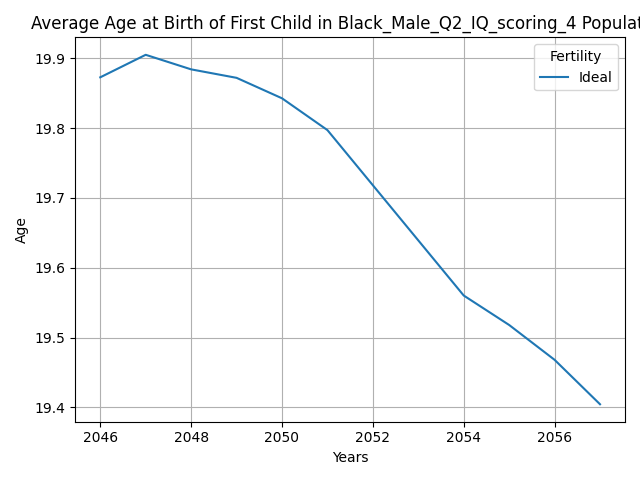 Average Age at Birth of First Child in Black_Male_Q2_IQ_scoring_4 Populat
Fertility
Ideal
19.9
19.8
19.7
19.6
19.5
19.4
Age
2046 2048 2050 2052 2054 2056
Years